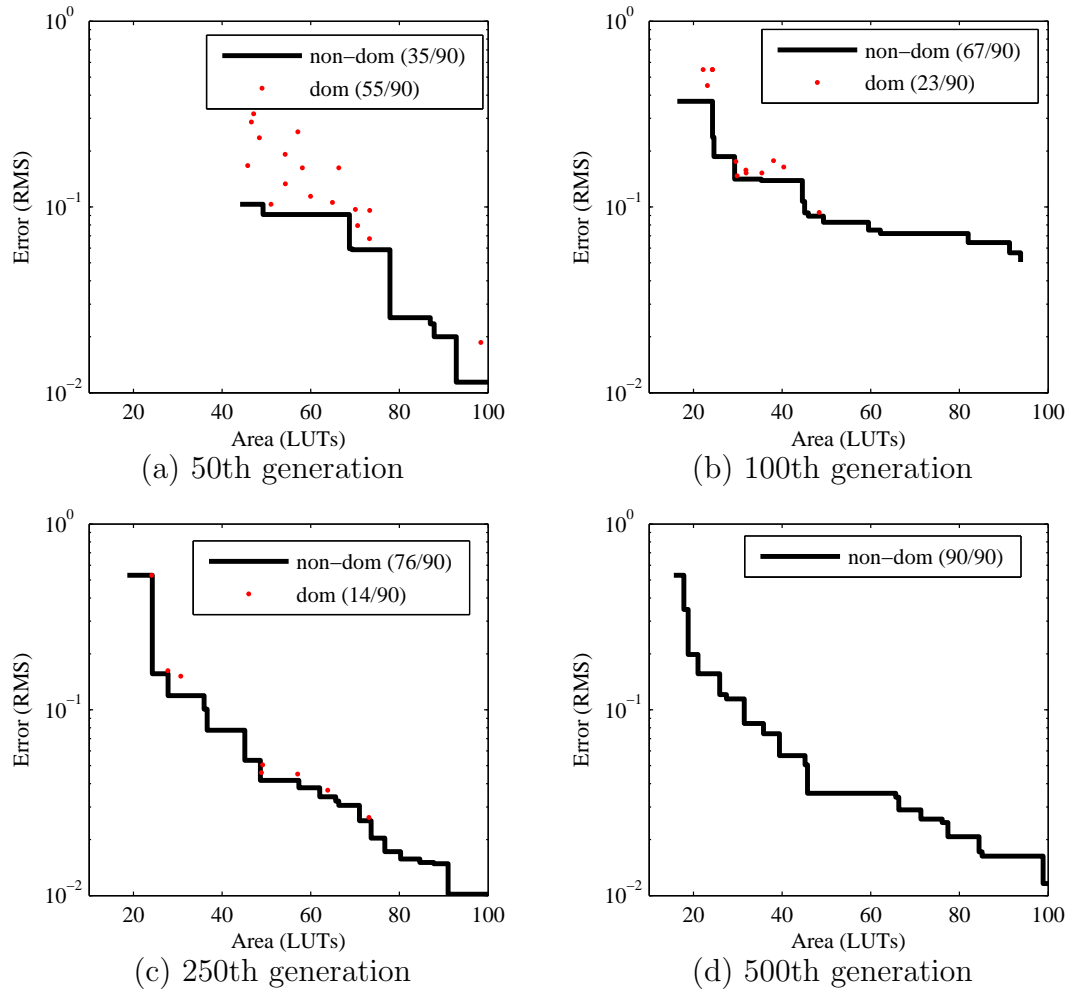 10^0
10^-1
10^-2
Error (RMS)
non-dom (35/90)
dom (55/90)
20 40 60 80 100
Area (LUTs)
(a) 50th generation
10^0
10^-1
10^-2
Error (RMS)
non-dom (67/90)
dom (23/90)
20 40 60 80 100
Area (LUTs)
(b) 100th generation
10^0
10^-1
10^-2
Error (RMS)
non-dom (76/90)
dom (14/90)
20 40 60 80 100
Area (LUTs)
(c) 250th generation
10^0
10^-1
10^-2
Error (RMS)
non-dom (90/90)
20 40 60 80 100
Area (LUTs)
(d) 500th generation